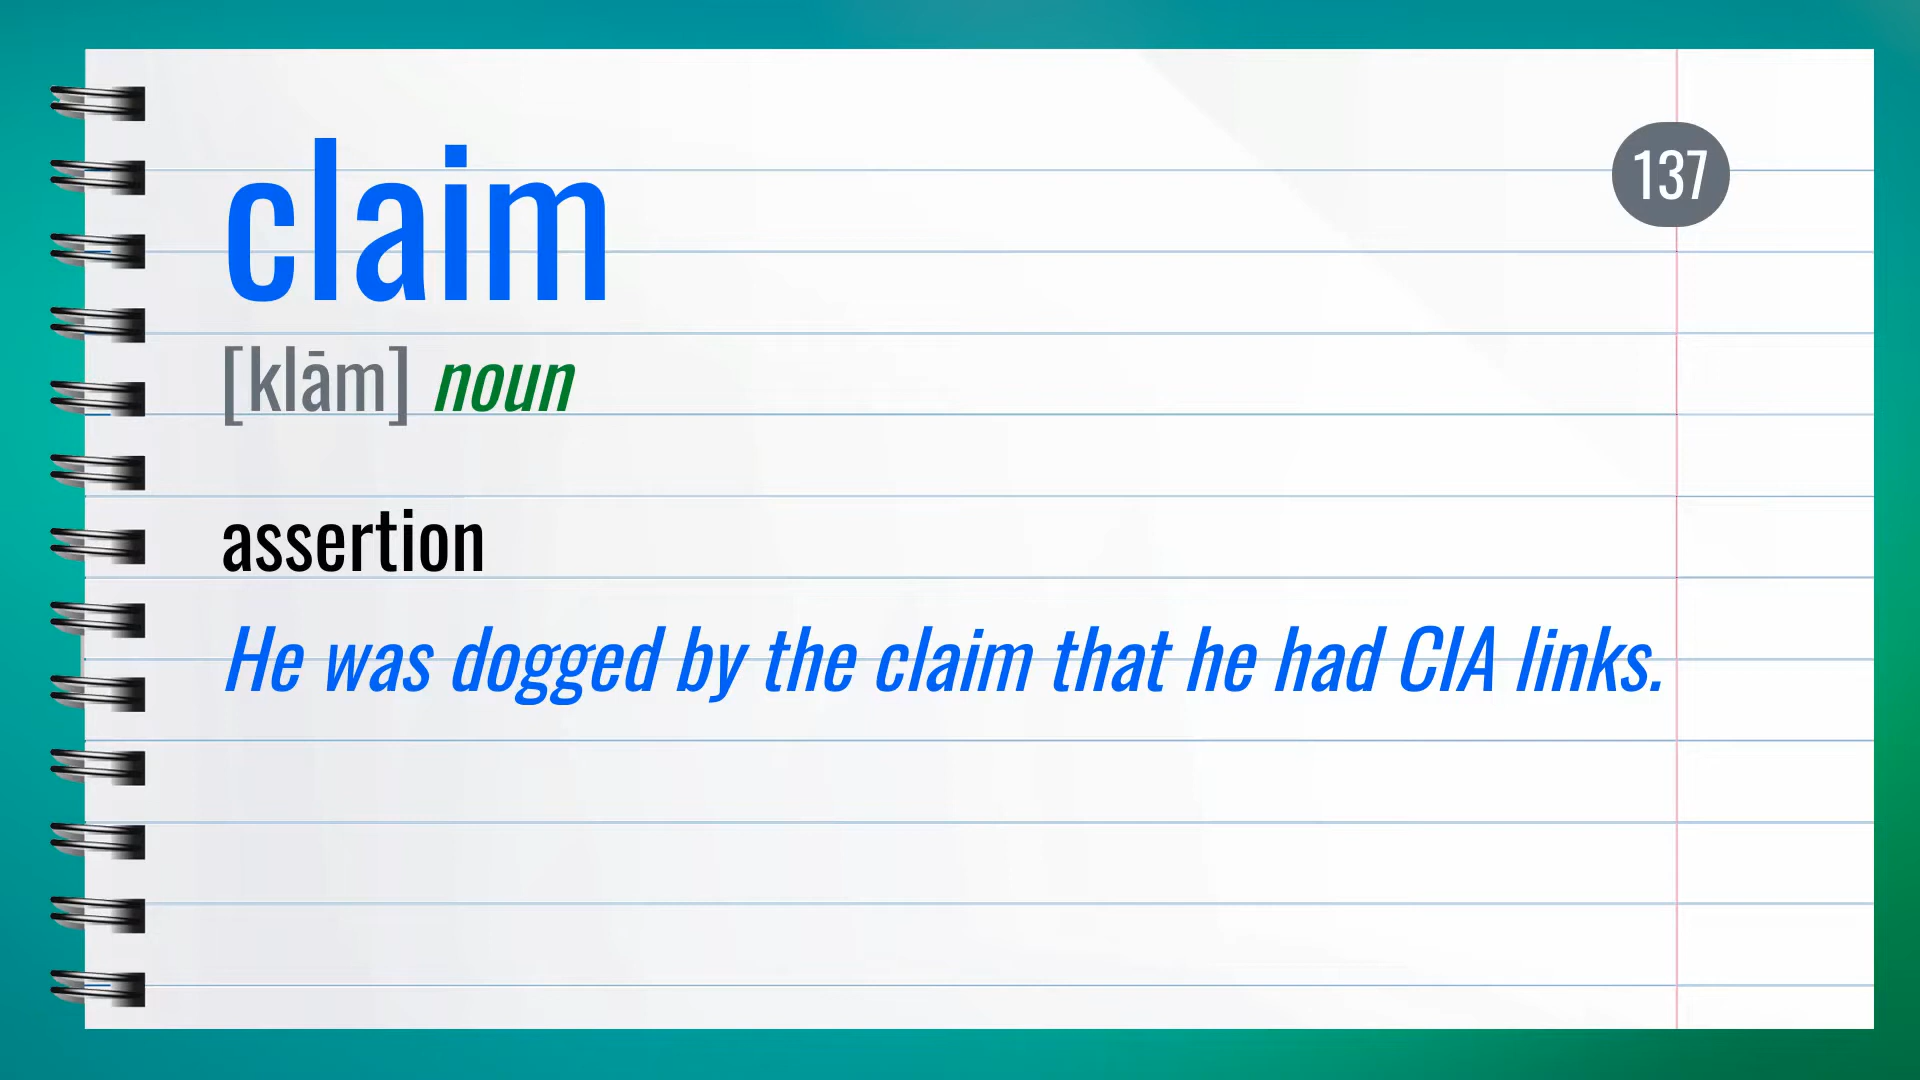 claim
137
[klām] noun
assertion
He was dogged by the claim that he had CIA links.